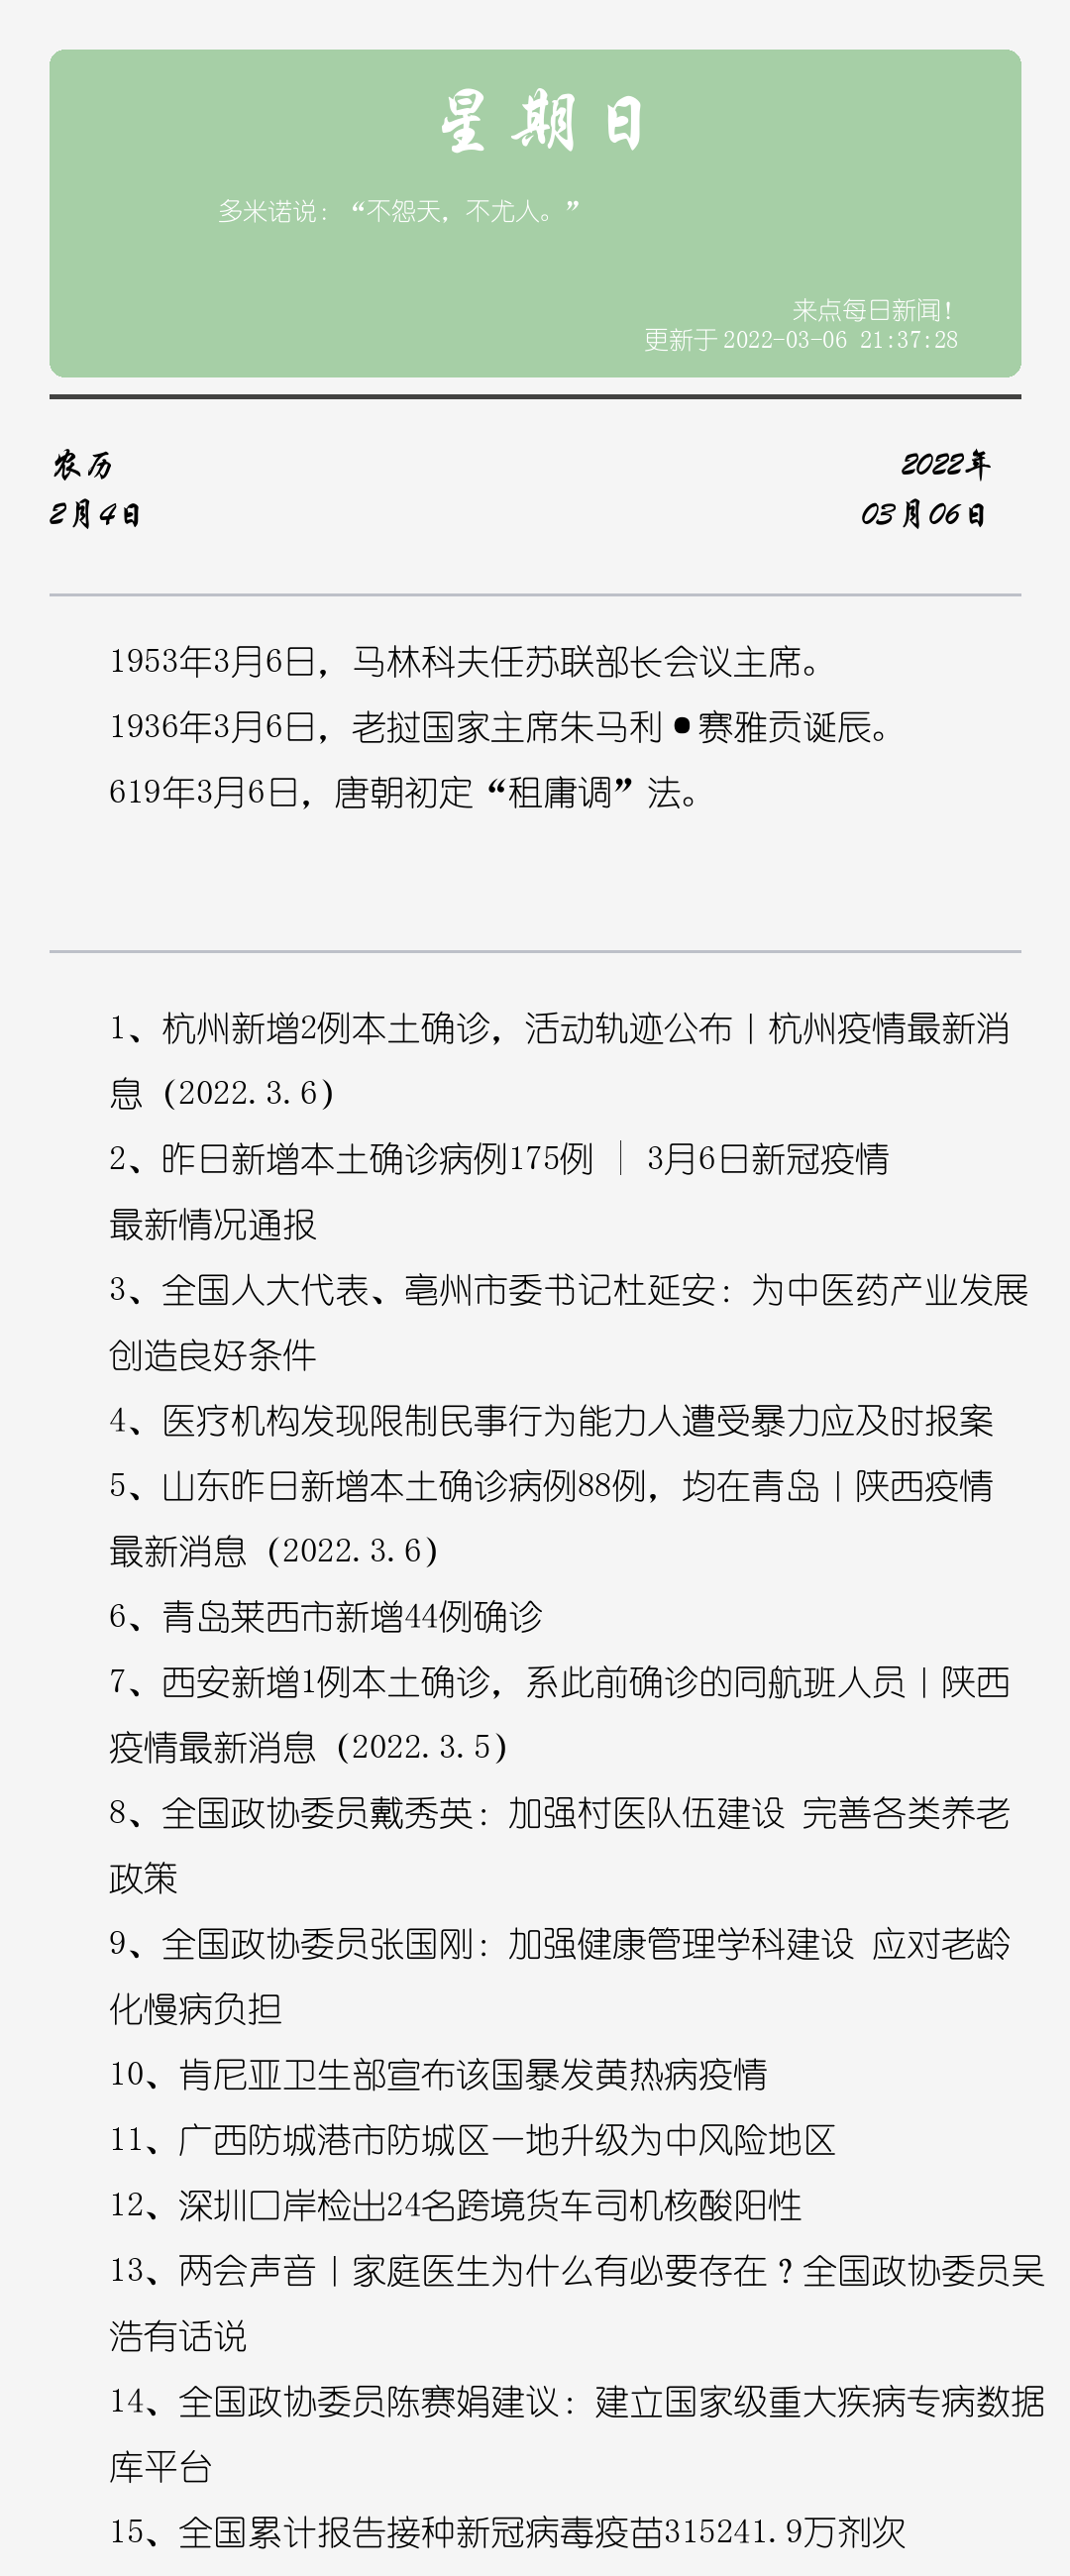 星期日
多米诺说：“不怨天，不尤人。”
来点每日新闻！
更新于2022-03-06 21:37:28
农历
2022年
2月4日
03月06日
1953年3月6日，马林科夫任苏联部长会议主席。
1936年3月6日，老挝国家主席朱马利•赛雅贡诞辰。
619年3月6日，唐朝初定“租庸调”法。
1、杭州新增2例本土确诊，活动轨迹公布丨杭州疫情最新消
息（2022.3.6）
2、昨日新增本土确诊病例175例 ｜ 3月6日新冠疫情
最新情况通报
3、全国人大代表、亳州市委书记杜延安：为中医药产业发展
创造良好条件
4、医疗机构发现限制民事行为能力人遭受暴力应及时报案
5、山东昨日新增本土确诊病例88例，均在青岛丨陕西疫情
最新消息（2022.3.6）
6、青岛莱西市新增44例确诊
7、西安新增1例本土确诊，系此前确诊的同航班人员丨陕西
疫情最新消息（2022.3.5）
8、全国政协委员戴秀英：加强村医队伍建设 完善各类养老
政策
9、全国政协委员张国刚：加强健康管理学科建设 应对老龄
化慢病负担
10、肯尼亚卫生部宣布该国暴发黄热病疫情
11、广西防城港市防城区一地升级为中风险地区
12、深圳口岸检出24名跨境货车司机核酸阳性
13、两会声音丨家庭医生为什么有必要存在？全国政协委员吴
浩有话说
14、全国政协委员陈赛娟建议：建立国家级重大疾病专病数据
库平台
15、全国累计报告接种新冠病毒疫苗315241.9万剂次